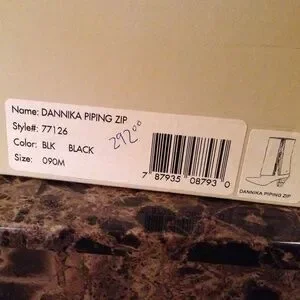 Name: DANNIKA PIPING ZIP
Style#: 77126
Color: BLK BLACK
Size: 090M
292⁰⁰
7 87935 08793 0
DANNIKA PIPING ZIP